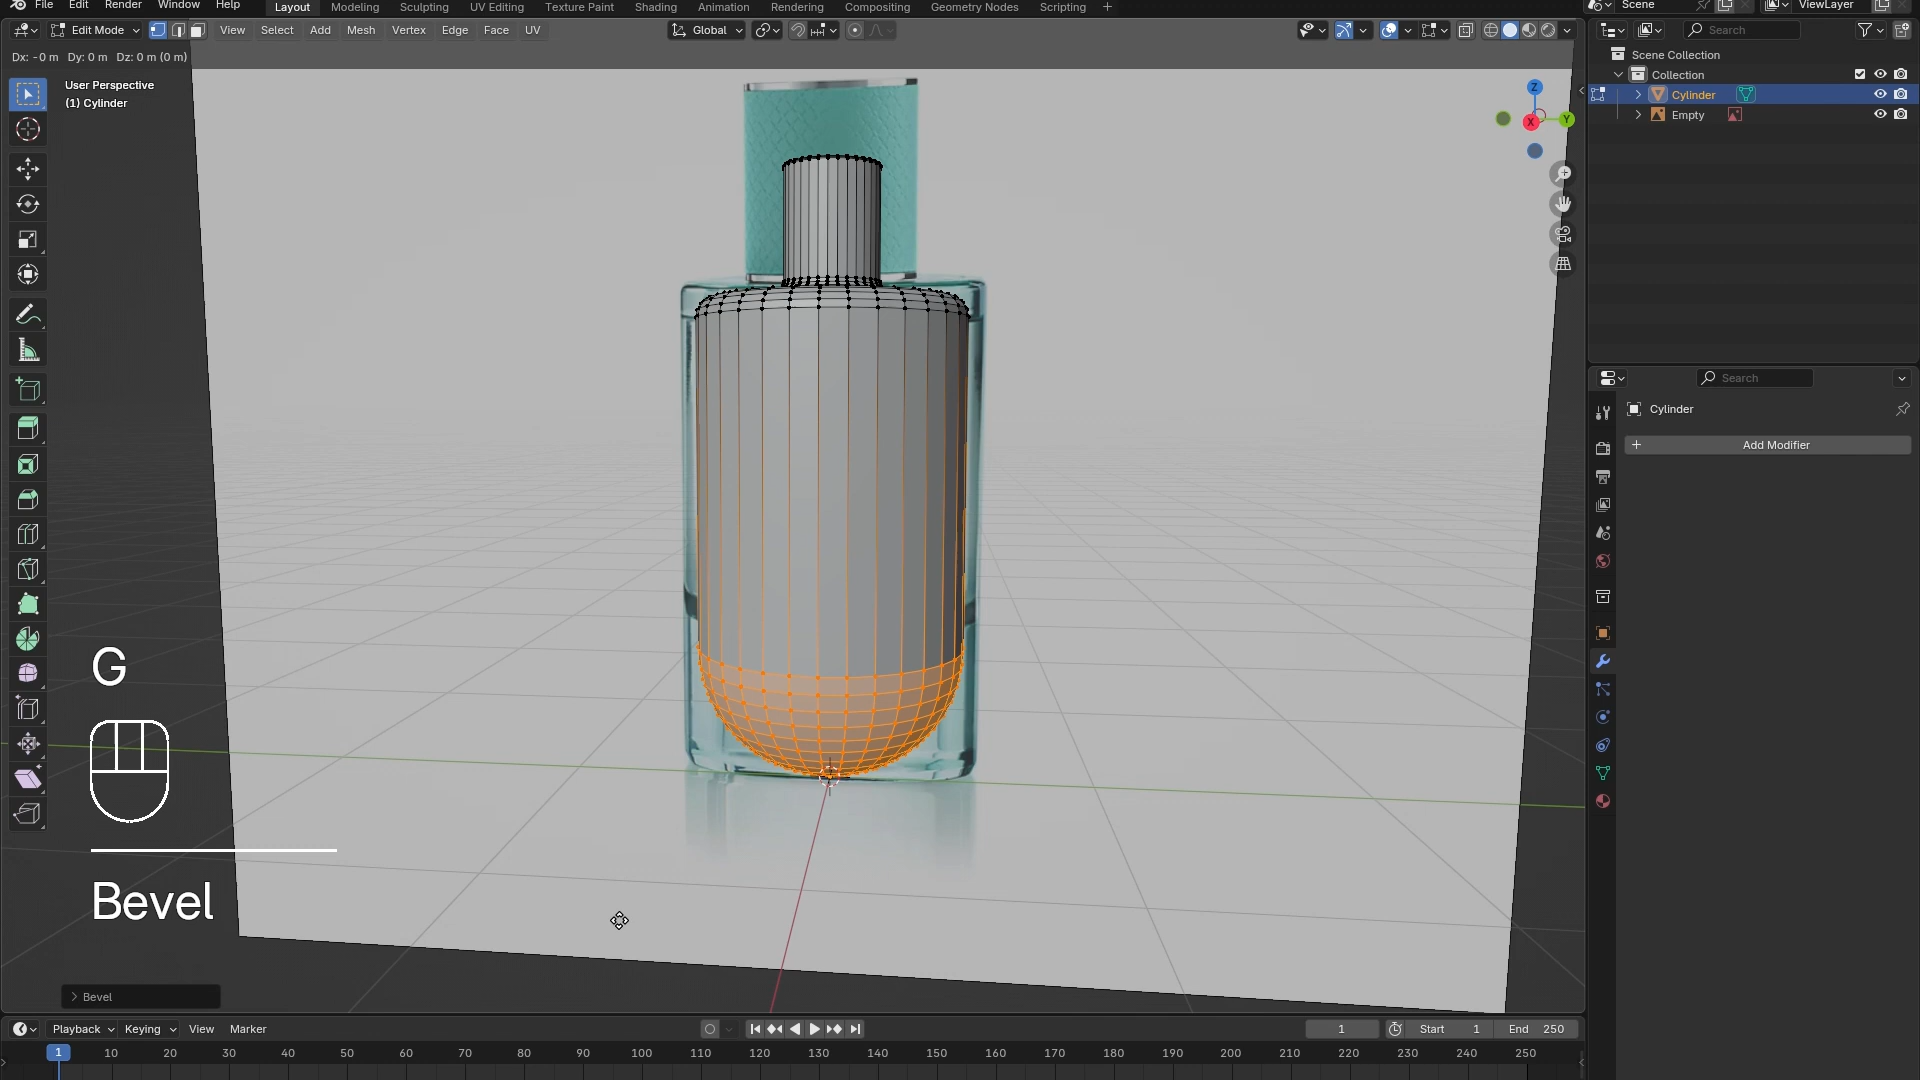 File Edit Render Window Help Layout Modeling Sculpting UV Editing Texture Paint Shading Animation Rendering Compositing Geometry Nodes Scripting + Scene ViewLayer
Edit Mode View Select Add Mesh Vertex Edge Face UV Global Search
Dx: -0 m Dy: 0 m Dz: 0 m (0 m)
Scene Collection
Collection
Cylinder
Empty
User Perspective
(1) Cylinder
Z
X
Y
Search
Cylinder
+ Add Modifier
G
Bevel
Bevel
Playback Keying View Marker 1 Start 1 End 250
1 10 20 30 40 50 60 70 80 90 100 110 120 130 140 150 160 170 180 190 200 210 220 230 240 250